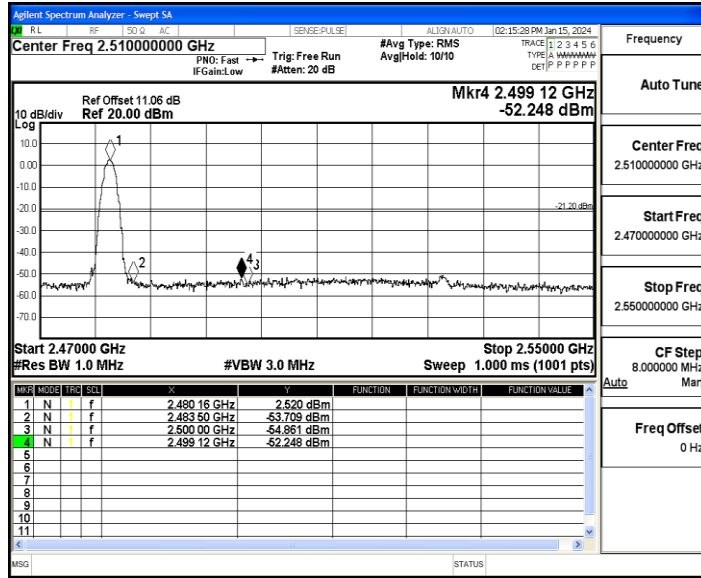 Agilent Spectrum Analyzer - Swept SA
RL RF 50 Ω AC SENSE:PULSE ALIGN AUTO 02:15:28 PM Jan 15, 2024
Center Freq 2.510000000 GHz
PNO: Fast
IFGain:Low
Trig: Free Run
#Atten: 20 dB
#Avg Type: RMS
Avg|Hold: 10/10
TRACE 1 2 3 4 5 6
TYPE A WWWWW
DET P P P P P P
Mkr4 2.499 12 GHz
-52.248 dBm
Ref Offset 11.06 dB
10 dB/div Ref 20.00 dBm
Log
10.0
0.00
-10.0
-20.0
-30.0
-40.0
-50.0
-60.0
-70.0
1
2
4
3
-21.20 dBm
Start 2.47000 GHz Stop 2.55000 GHz
#Res BW 1.0 MHz #VBW 3.0 MHz Sweep 1.000 ms (1001 pts)
MKR MODE TRC SCL X Y FUNCTION FUNCTION WIDTH FUNCTION VALUE
1 N 1 f 2.480 16 GHz 2.520 dBm
2 N 1 f 2.483 50 GHz -53.709 dBm
3 N 1 f 2.500 00 GHz -54.861 dBm
4 N 1 f 2.499 12 GHz -52.248 dBm
5
6
7
8
9
10
11
MSG STATUS
Frequency
Auto Tune
Center Freq
2.510000000 GHz
Start Freq
2.470000000 GHz
Stop Freq
2.550000000 GHz
CF Step
8.000000 MHz
Auto Man
Freq Offset
0 Hz